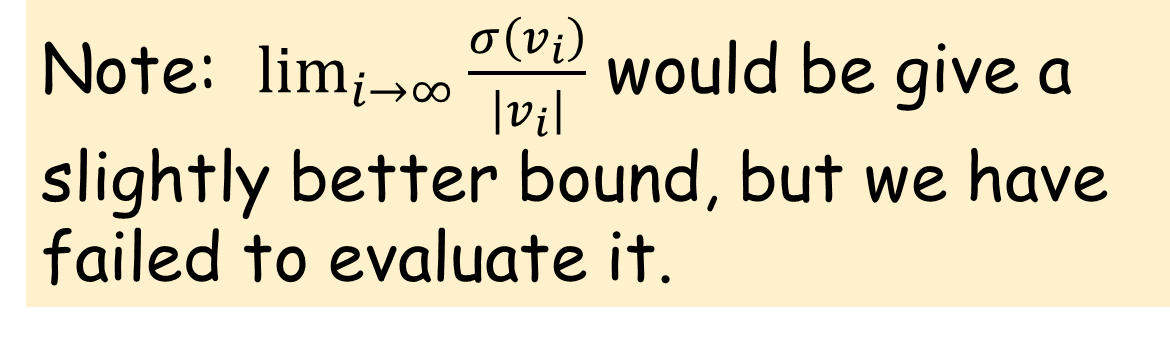 Note: lim_{i→∞} σ(v_i)/|v_i| would be give a
slightly better bound, but we have
failed to evaluate it.